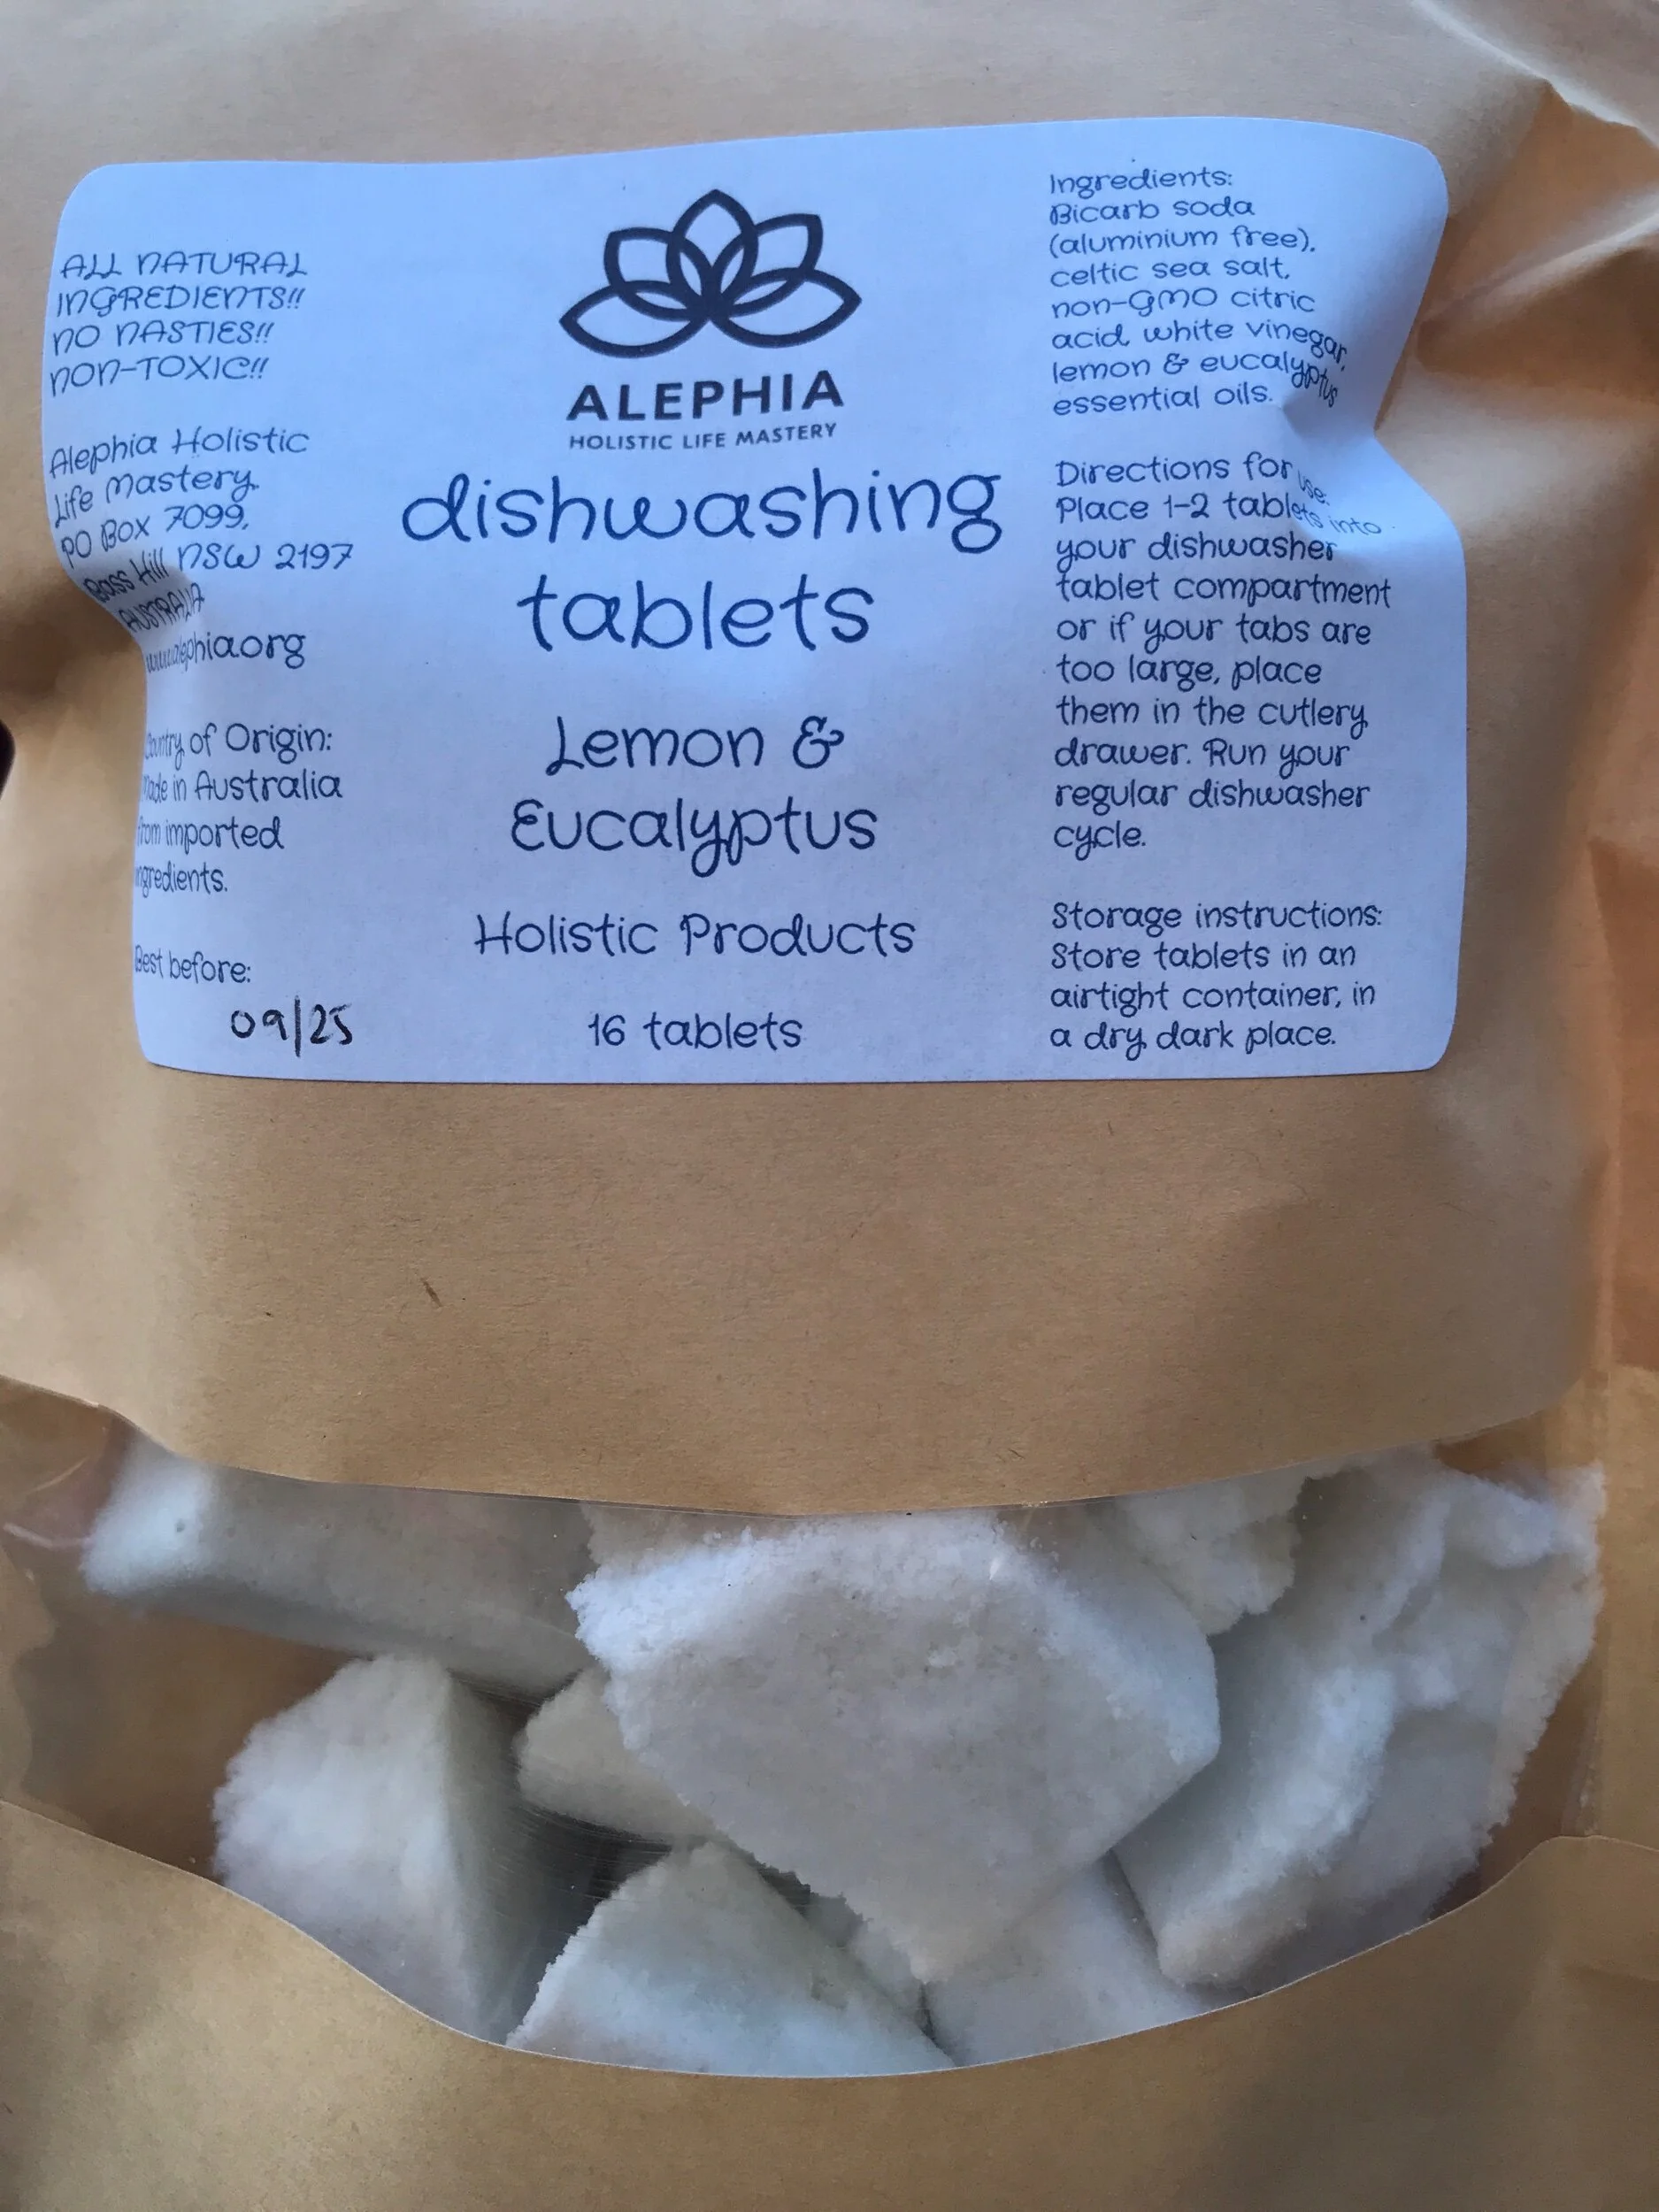 ALL NATURAL
INGREDIENTS!!
NO NASTIES!!
NON-TOXIC!!
Alephia Holistic
Life Mastery
PO Box 7099,
Bass Hill NSW 2197
AUSTRALIA
www.alephia.org
Country of Origin:
Made in Australia
from imported
ingredients.
Best before:
09/25
ALEPHIA
HOLISTIC LIFE MASTERY
dishwashing
tablets
Lemon &
Eucalyptus
Holistic Products
16 tablets
Ingredients:
Bicarb soda
(aluminium free),
celtic sea salt,
non-GMO citric
acid, white vinegar,
lemon & eucalyptus
essential oils.
Directions for use:
Place 1-2 tablets into
your dishwasher
tablet compartment
or if your tabs are
too large, place
them in the cutlery
drawer. Run your
regular dishwasher
cycle.
Storage instructions:
Store tablets in an
airtight container, in
a dry, dark place.